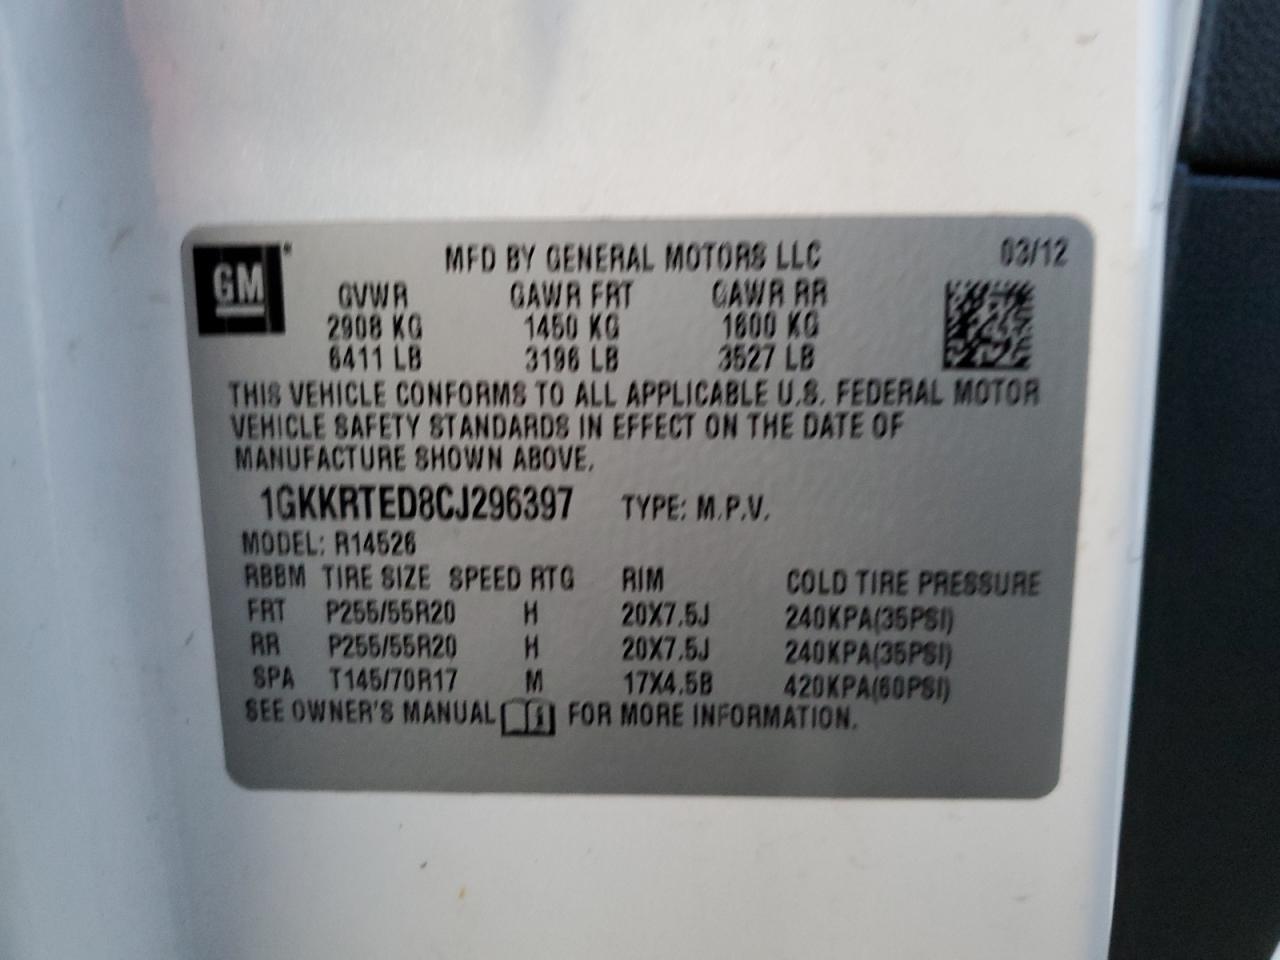 GM ®
MFD BY GENERAL MOTORS LLC 03/12
GVWR GAWR FRT GAWR RR
2908 KG 1450 KG 1600 KG
6411 LB 3196 LB 3527 LB
THIS VEHICLE CONFORMS TO ALL APPLICABLE U.S. FEDERAL MOTOR
VEHICLE SAFETY STANDARDS IN EFFECT ON THE DATE OF
MANUFACTURE SHOWN ABOVE.
1GKKRTED8CJ296397 TYPE: M.P.V.
MODEL: R14526
RBBM TIRE SIZE SPEED RTG RIM COLD TIRE PRESSURE
FRT P255/55R20 H 20X7.5J 240KPA(35PSI)
RR P255/55R20 H 20X7.5J 240KPA(35PSI)
SPA T145/70R17 M 17X4.5B 420KPA(60PSI)
SEE OWNER'S MANUAL FOR MORE INFORMATION.